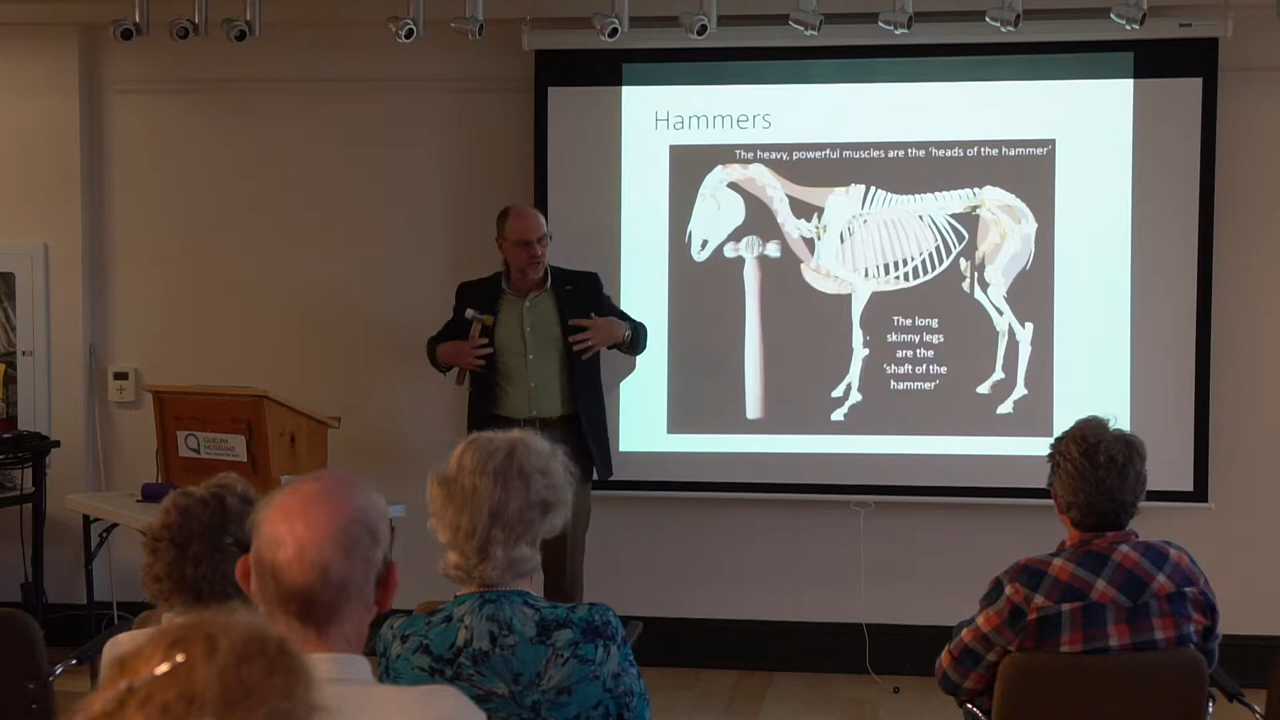 Hammers
The heavy, powerful muscles are the 'heads of the hammer'
The long
skinny legs
are the
'shaft of the
hammer'
GUELPH
MUSEUMS